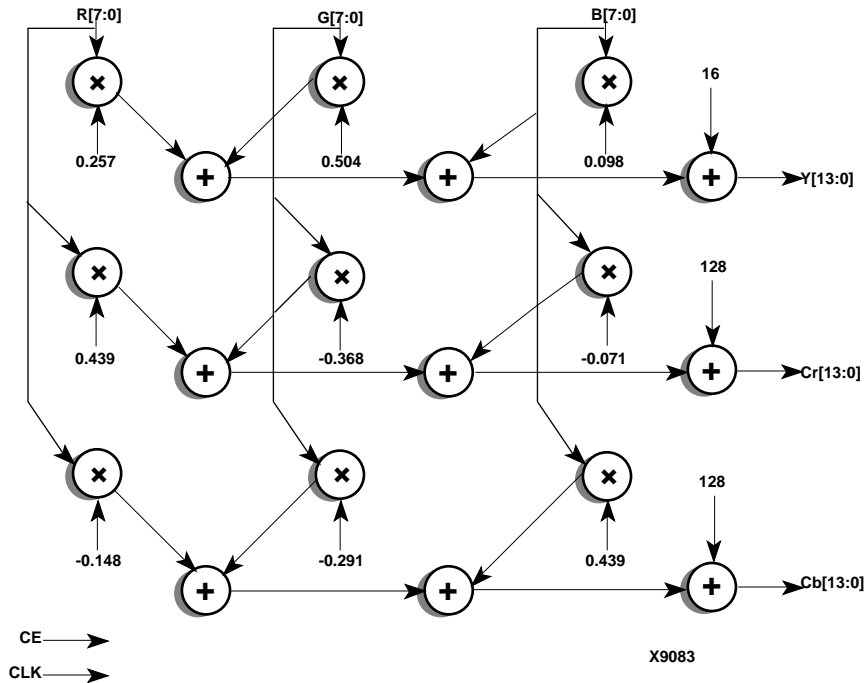 R[7:0]
G[7:0]
B[7:0]
16
0.257
0.504
0.098
Y[13:0]
128
0.439
-0.368
-0.071
Cr[13:0]
128
-0.148
-0.291
0.439
Cb[13:0]
CE
CLK
X9083